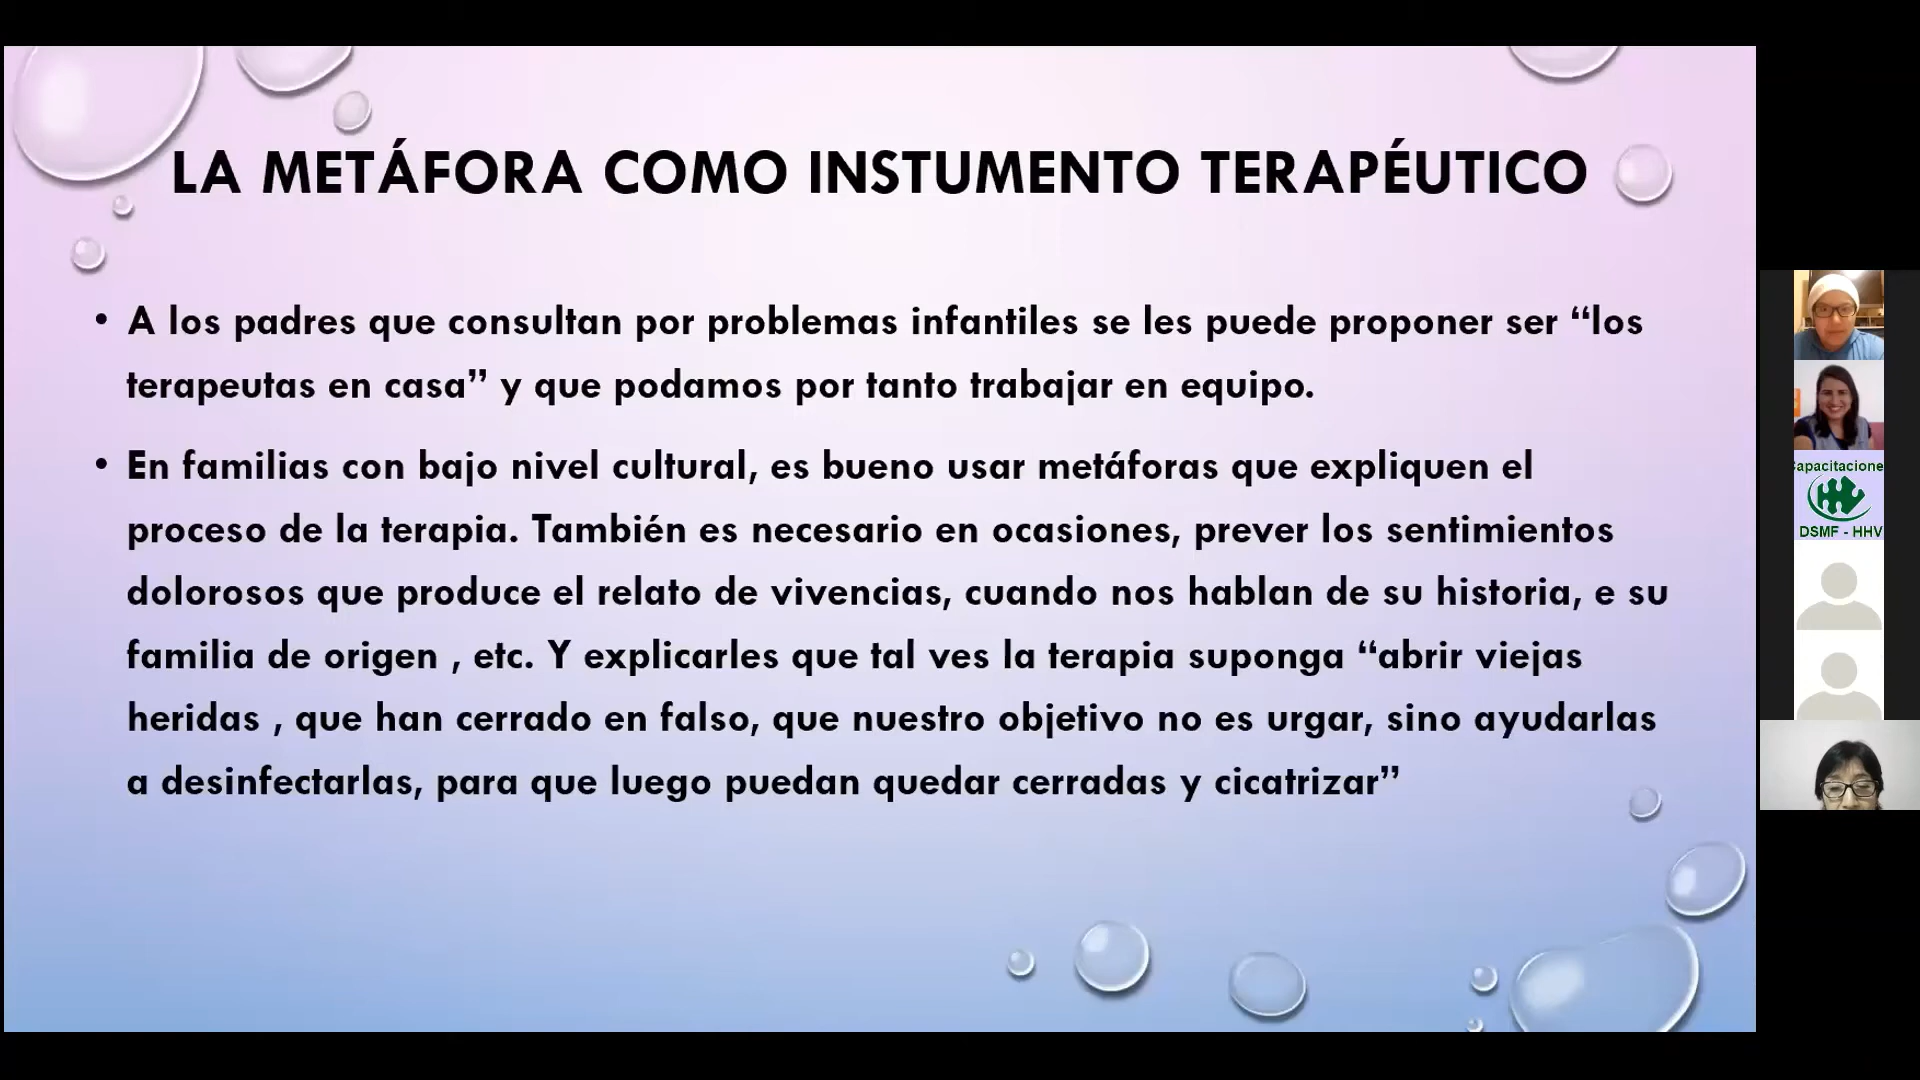 LA METÁFORA COMO INSTUMENTO TERAPÉUTICO
• A los padres que consultan por problemas infantiles se les puede proponer ser “los
terapeutas en casa” y que podamos por tanto trabajar en equipo.
• En familias con bajo nivel cultural, es bueno usar metáforas que expliquen el
proceso de la terapia. También es necesario en ocasiones, prever los sentimientos
dolorosos que produce el relato de vivencias, cuando nos hablan de su historia, e su
familia de origen , etc. Y explicarles que tal ves la terapia suponga “abrir viejas
heridas , que han cerrado en falso, que nuestro objetivo no es urgar, sino ayudarlas
a desinfectarlas, para que luego puedan quedar cerradas y cicatrizar”
apacitacione
DSMF - HHV